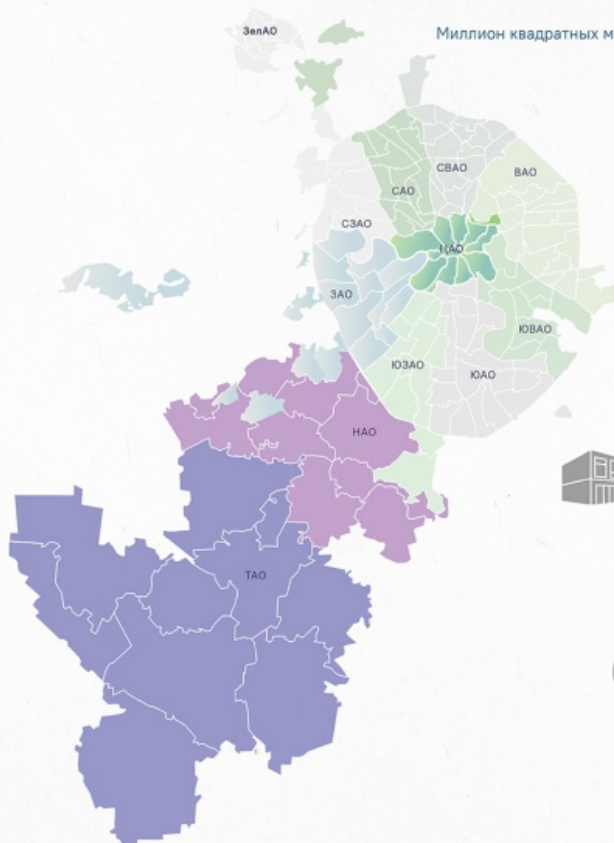 ЗелАО
Миллион квадратных м
СВАО
ВАО
САО
СЗАО
ЦАО
ЗАО
ЮВАО
ЮЗАО
ЮАО
НАО
ТАО